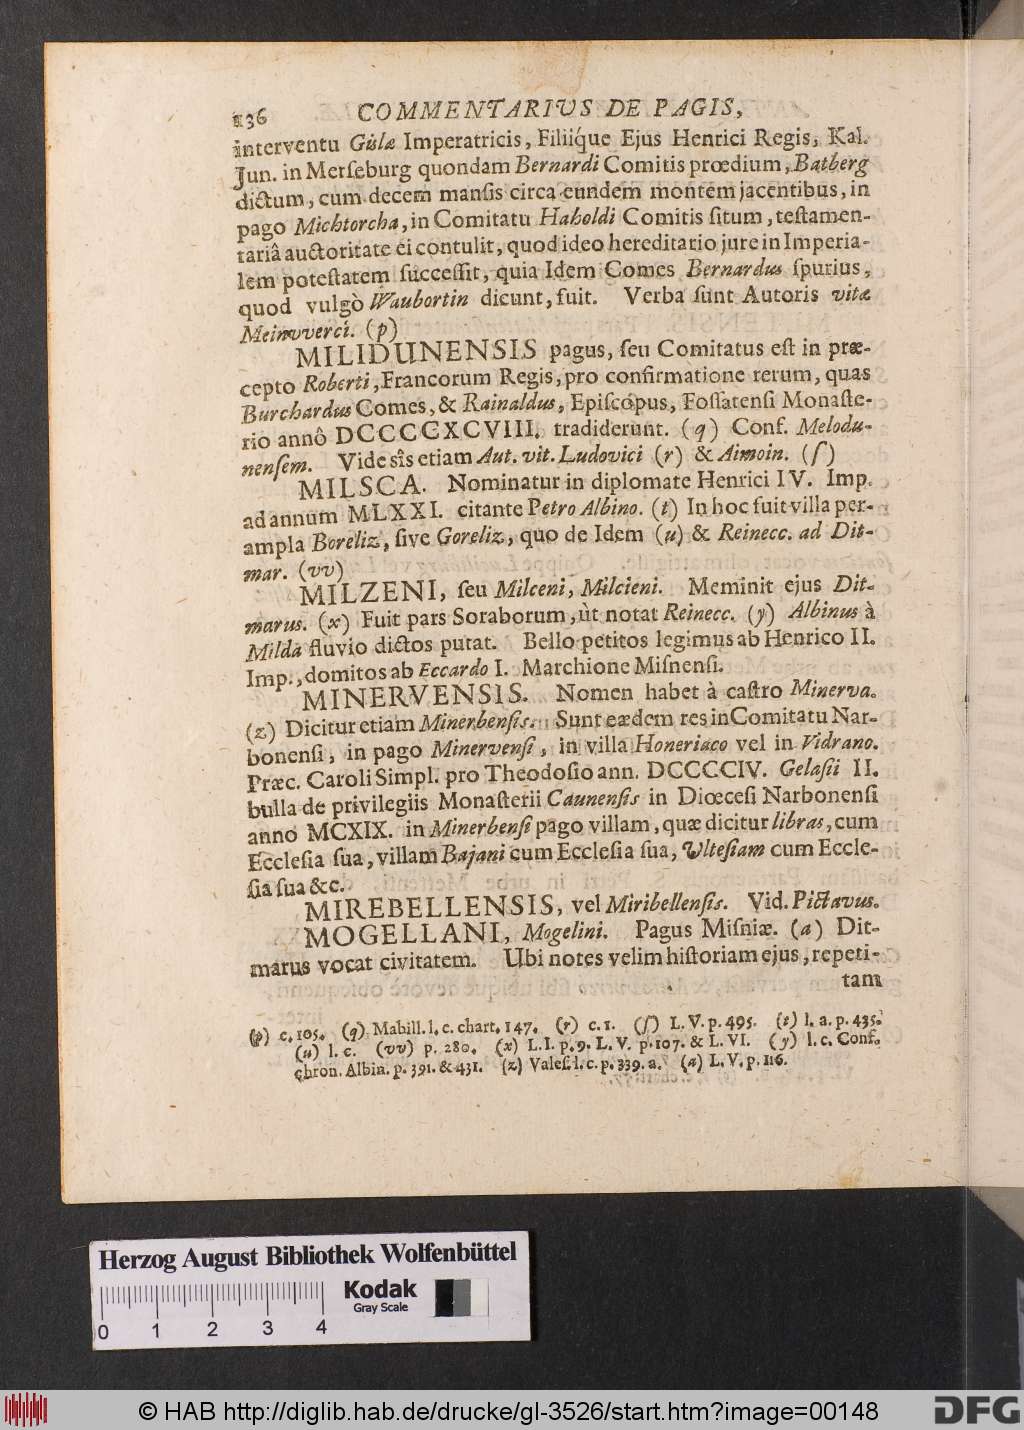 136 COMMENTARIUS DE PAGIS,
interventu Gislæ Imperatricis, Filiiq́ue Ejus Henrici Regis, Kal.
Jun. in Merſeburg quondam Bernardi Comitis prœdium, Batberg
dictum, cum decem manſis circa eundem montem jacentibus, in
pago Michtorcha, in Comitatu Haholdi Comitis ſitum, teſtamen-
tariâ auctoritate ei contulit, quod ideo hereditario jure in Imperia-
lem poteſtatem ſucceſſit, quia Idem Comes Bernardus ſpurius,
quod vulgò Waubortin dicunt, fuit. Verba ſunt Autoris vitæ
Meinvverci. (p)
MILIDUNENSIS pagus, ſeu Comitatus eſt in præ-
cepto Roberti, Francorum Regis, pro confirmatione rerum, quas
Burchardus Comes, & Rainaldus, Epiſcopus, Foſſatenſi Monaſte-
rio annô DCCCCXCVIII. tradiderunt. (q) Conf. Melodu-
nenſem. Vide sîs etiam Aut. vit. Ludovici (r) & Aimoin. (ſ)
MILSCA. Nominatur in diplomate Henrici IV. Imp.
ad annum MLXXI. citante Petro Albino. (t) In hoc fuit villa per-
ampla Boreliz, ſive Goreliz, quo de Idem (u) & Reinecc. ad Dit-
mar. (vv)
MILZENI, ſeu Milceni, Milcieni. Meminit ejus Dit-
marus. (x) Fuit pars Soraborum, ùt notat Reinecc. (y) Albinus à
Milda fluvio dictos putat. Bello petitos legimus ab Henrico II.
Imp., domitos ab Eccardo I. Marchione Miſnenſi.
MINERVENSIS. Nomen habet à caſtro Minerva.
(z) Dicitur etiam Minerbenſis. Sunt eædem res in Comitatu Nar-
bonenſi, in pago Minervenſi, in villa Honeriaco vel in Vidrano.
Præc. Caroli Simpl. pro Theodoſio ann. DCCCCIV. Gelaſii II.
bulla de privilegiis Monaſterii Caunenſis in Diœceſi Narbonenſi
anno MCXIX. in Minerbenſi pago villam, quæ dicitur libras, cum
Eccleſia ſua, villam Bajani cum Eccleſia ſua, Ulteſiam cum Eccle-
ſia ſua &c.
MIREBELLENSIS, vel Miribellenſis. Vid. Pictavus.
MOGELLANI, Mogelini. Pagus Miſniæ. (a) Dit-
marus vocat civitatem. Ubi notes velim hiſtoriam ejus, repeti-
tam
(p) c. 105. (q) Mabill. l. c. chart. 147. (r) c. 1. (ſ) L. V. p. 495. (t) l. a. p. 435.
(u) l. c. (vv) p. 280. (x) L. I. p. 9. L. V. p. 107. & L. VI. (y) l. c. Conf.
chron. Albin. p. 391. & 431. (z) Valeſ. l. c. p. 339. a. (a) L. V. p. 116.
Herzog August Bibliothek Wolfenbüttel
Kodak
Gray Scale
0 1 2 3 4
© HAB http://diglib.hab.de/drucke/gl-3526/start.htm?image=00148
DFG